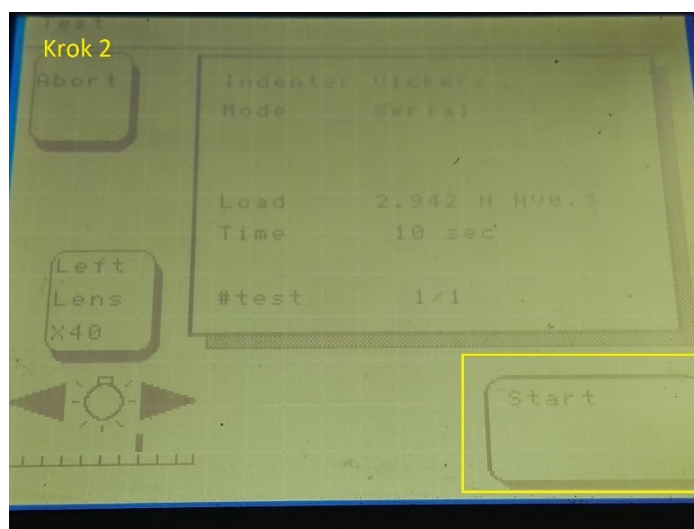 Test
Krok 2
Abort
Indenter Vickers
Mode Serial
Load 2.942 N HV0.3
Time 10 sec
Left
Lens
X40
#test 1/1
Start